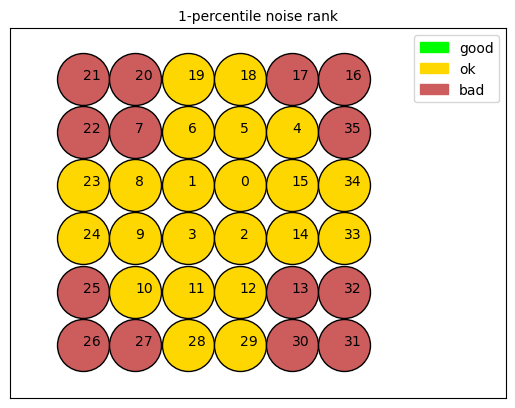 1-percentile noise rank
good
ok
bad
21 20 19 18 17 16
22 7 6 5 4 35
23 8 1 0 15 34
24 9 3 2 14 33
25 10 11 12 13 32
26 27 28 29 30 31